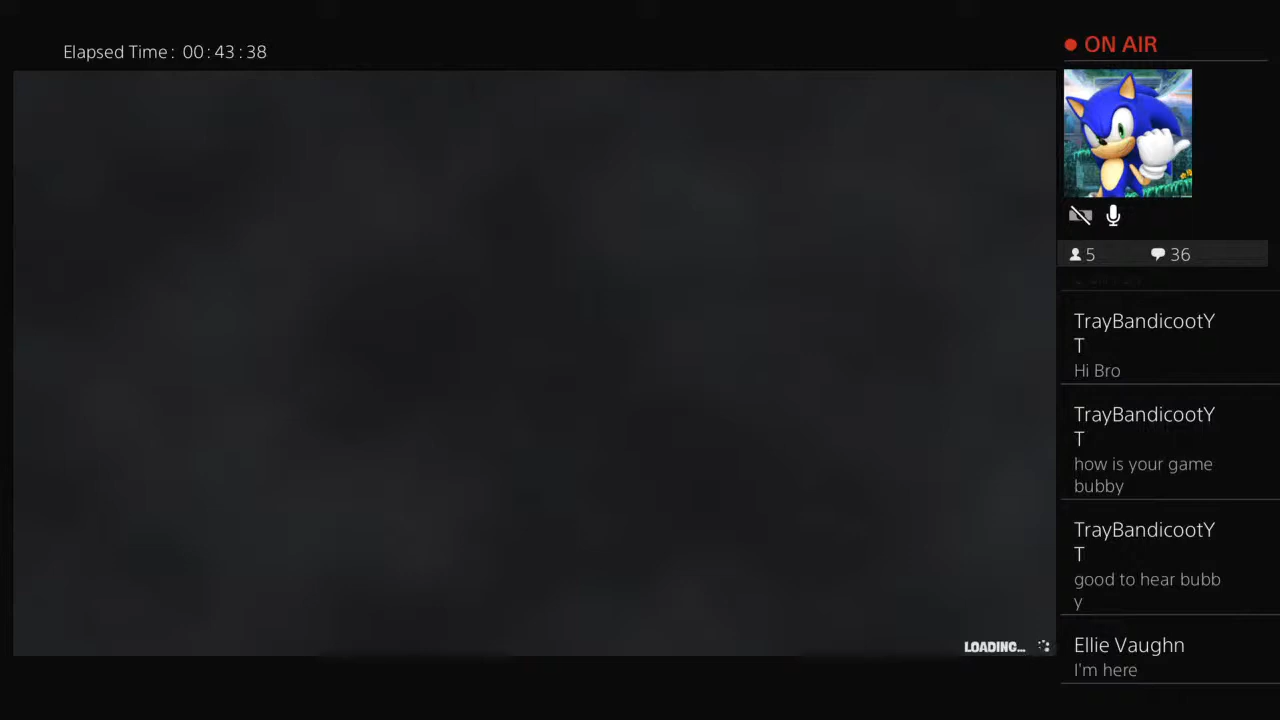 Elapsed Time: 00:43:38
ON AIR
5 36
TrayBandicootY
T
Hi Bro
TrayBandicootY
T
how is your game
bubby
TrayBandicootY
T
good to hear bubb
y
Ellie Vaughn
I'm here
LOADING...